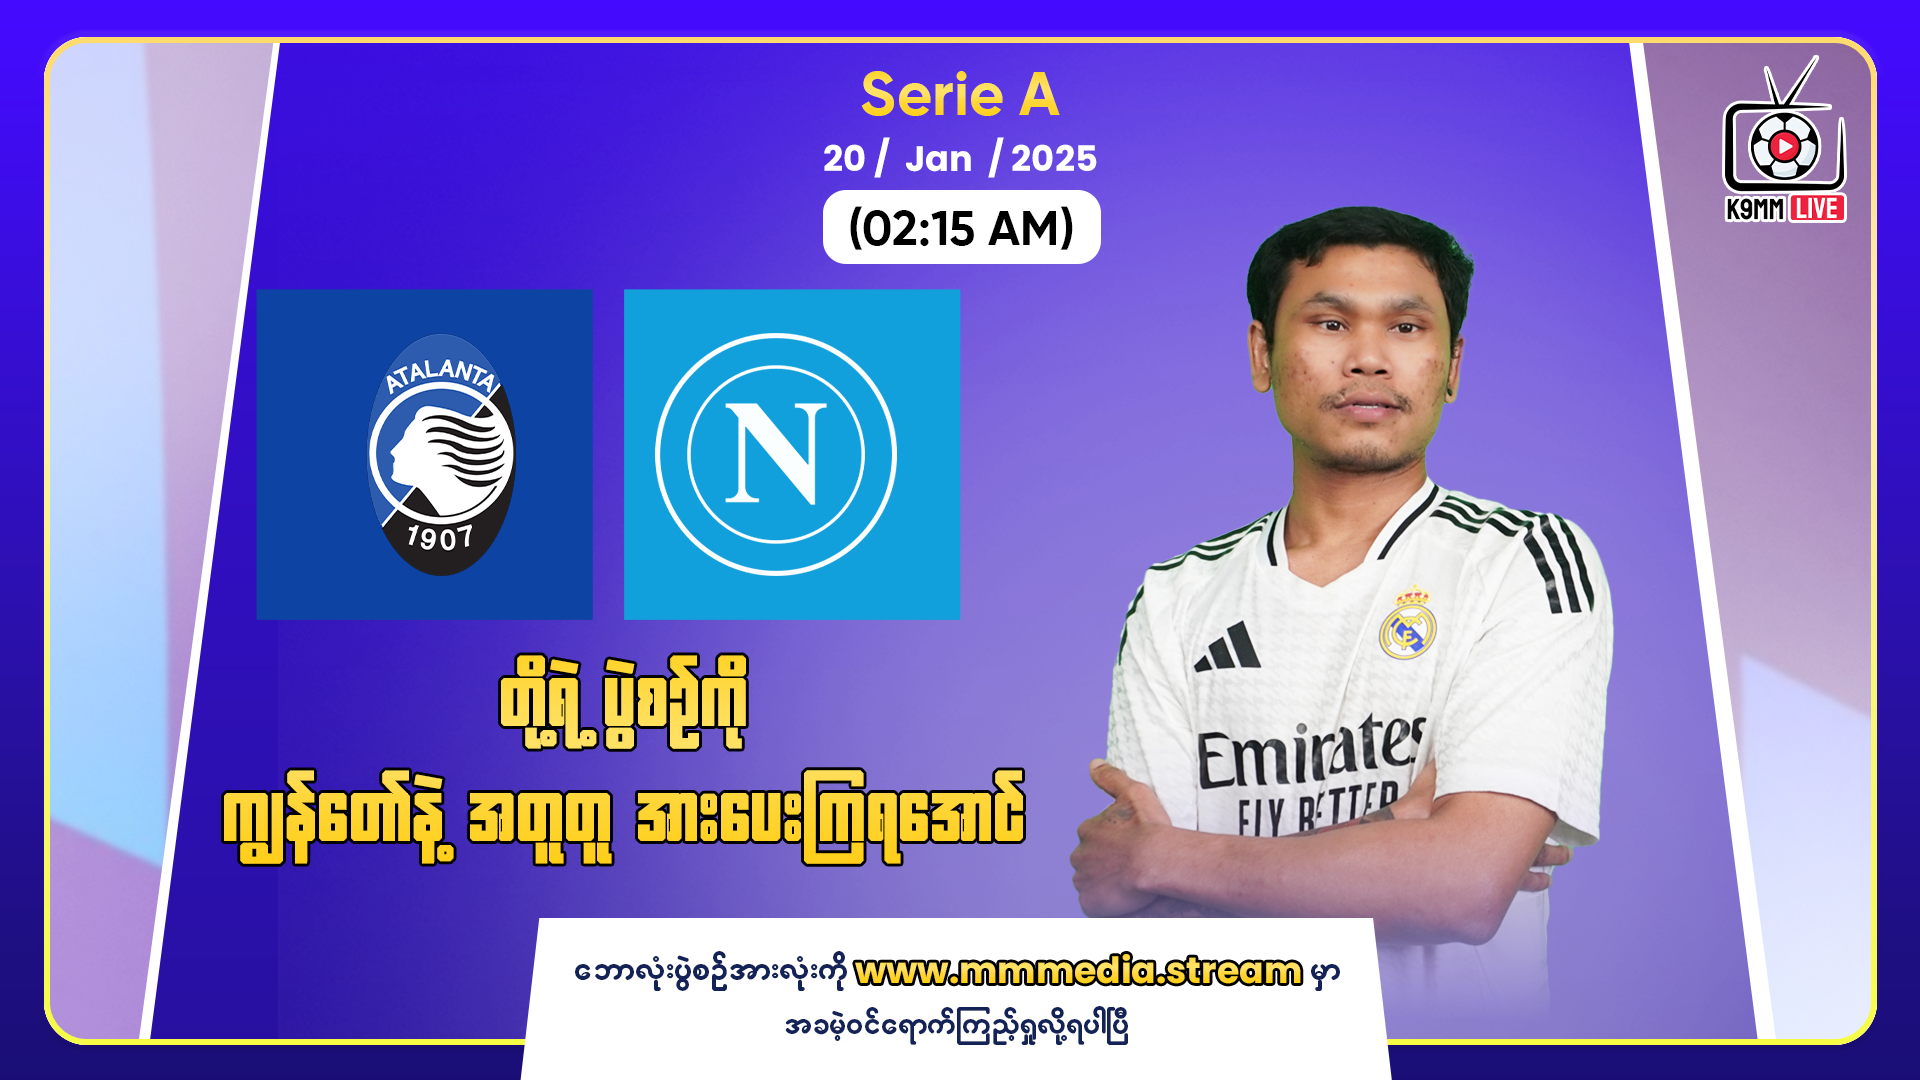 Serie A
20 / Jan / 2025
(02:15 AM)
K9MM LIVE
ATALANTA
1907
N
တို့ရဲ့ ပွဲစဉ်ကို
ကျွန်တော်နဲ့ အတူတူ အားပေးကြရအောင်
Emirates
FLY BETTER
ဘောလုံးပွဲစဉ်အားလုံးကို www.mmmedia.stream မှာ
အခမဲ့ဝင်ရောက်ကြည့်ရှုလို့ရပါပြီ